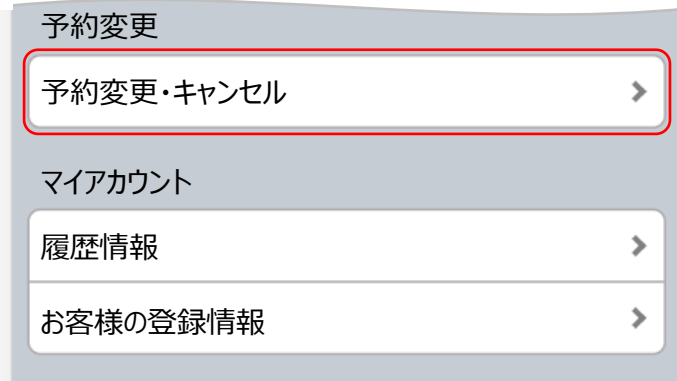 予約変更
予約変更・キャンセル
マイアカウント
履歴情報
お客様の登録情報